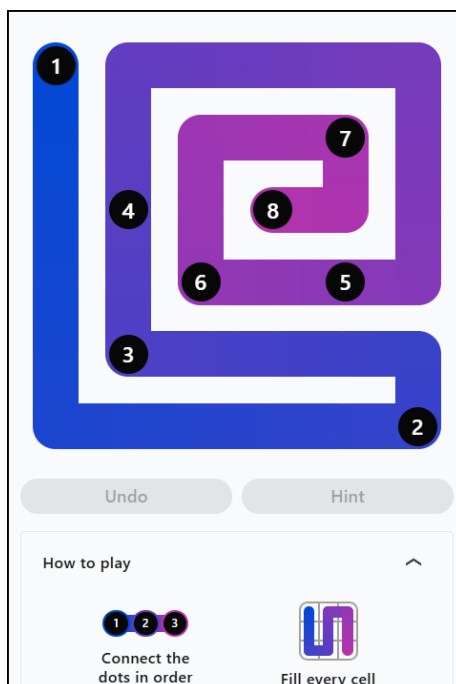 1
7
4
8
6
5
3
2
Undo
Hint
How to play
1 2 3
Connect the
dots in order
Fill every cell